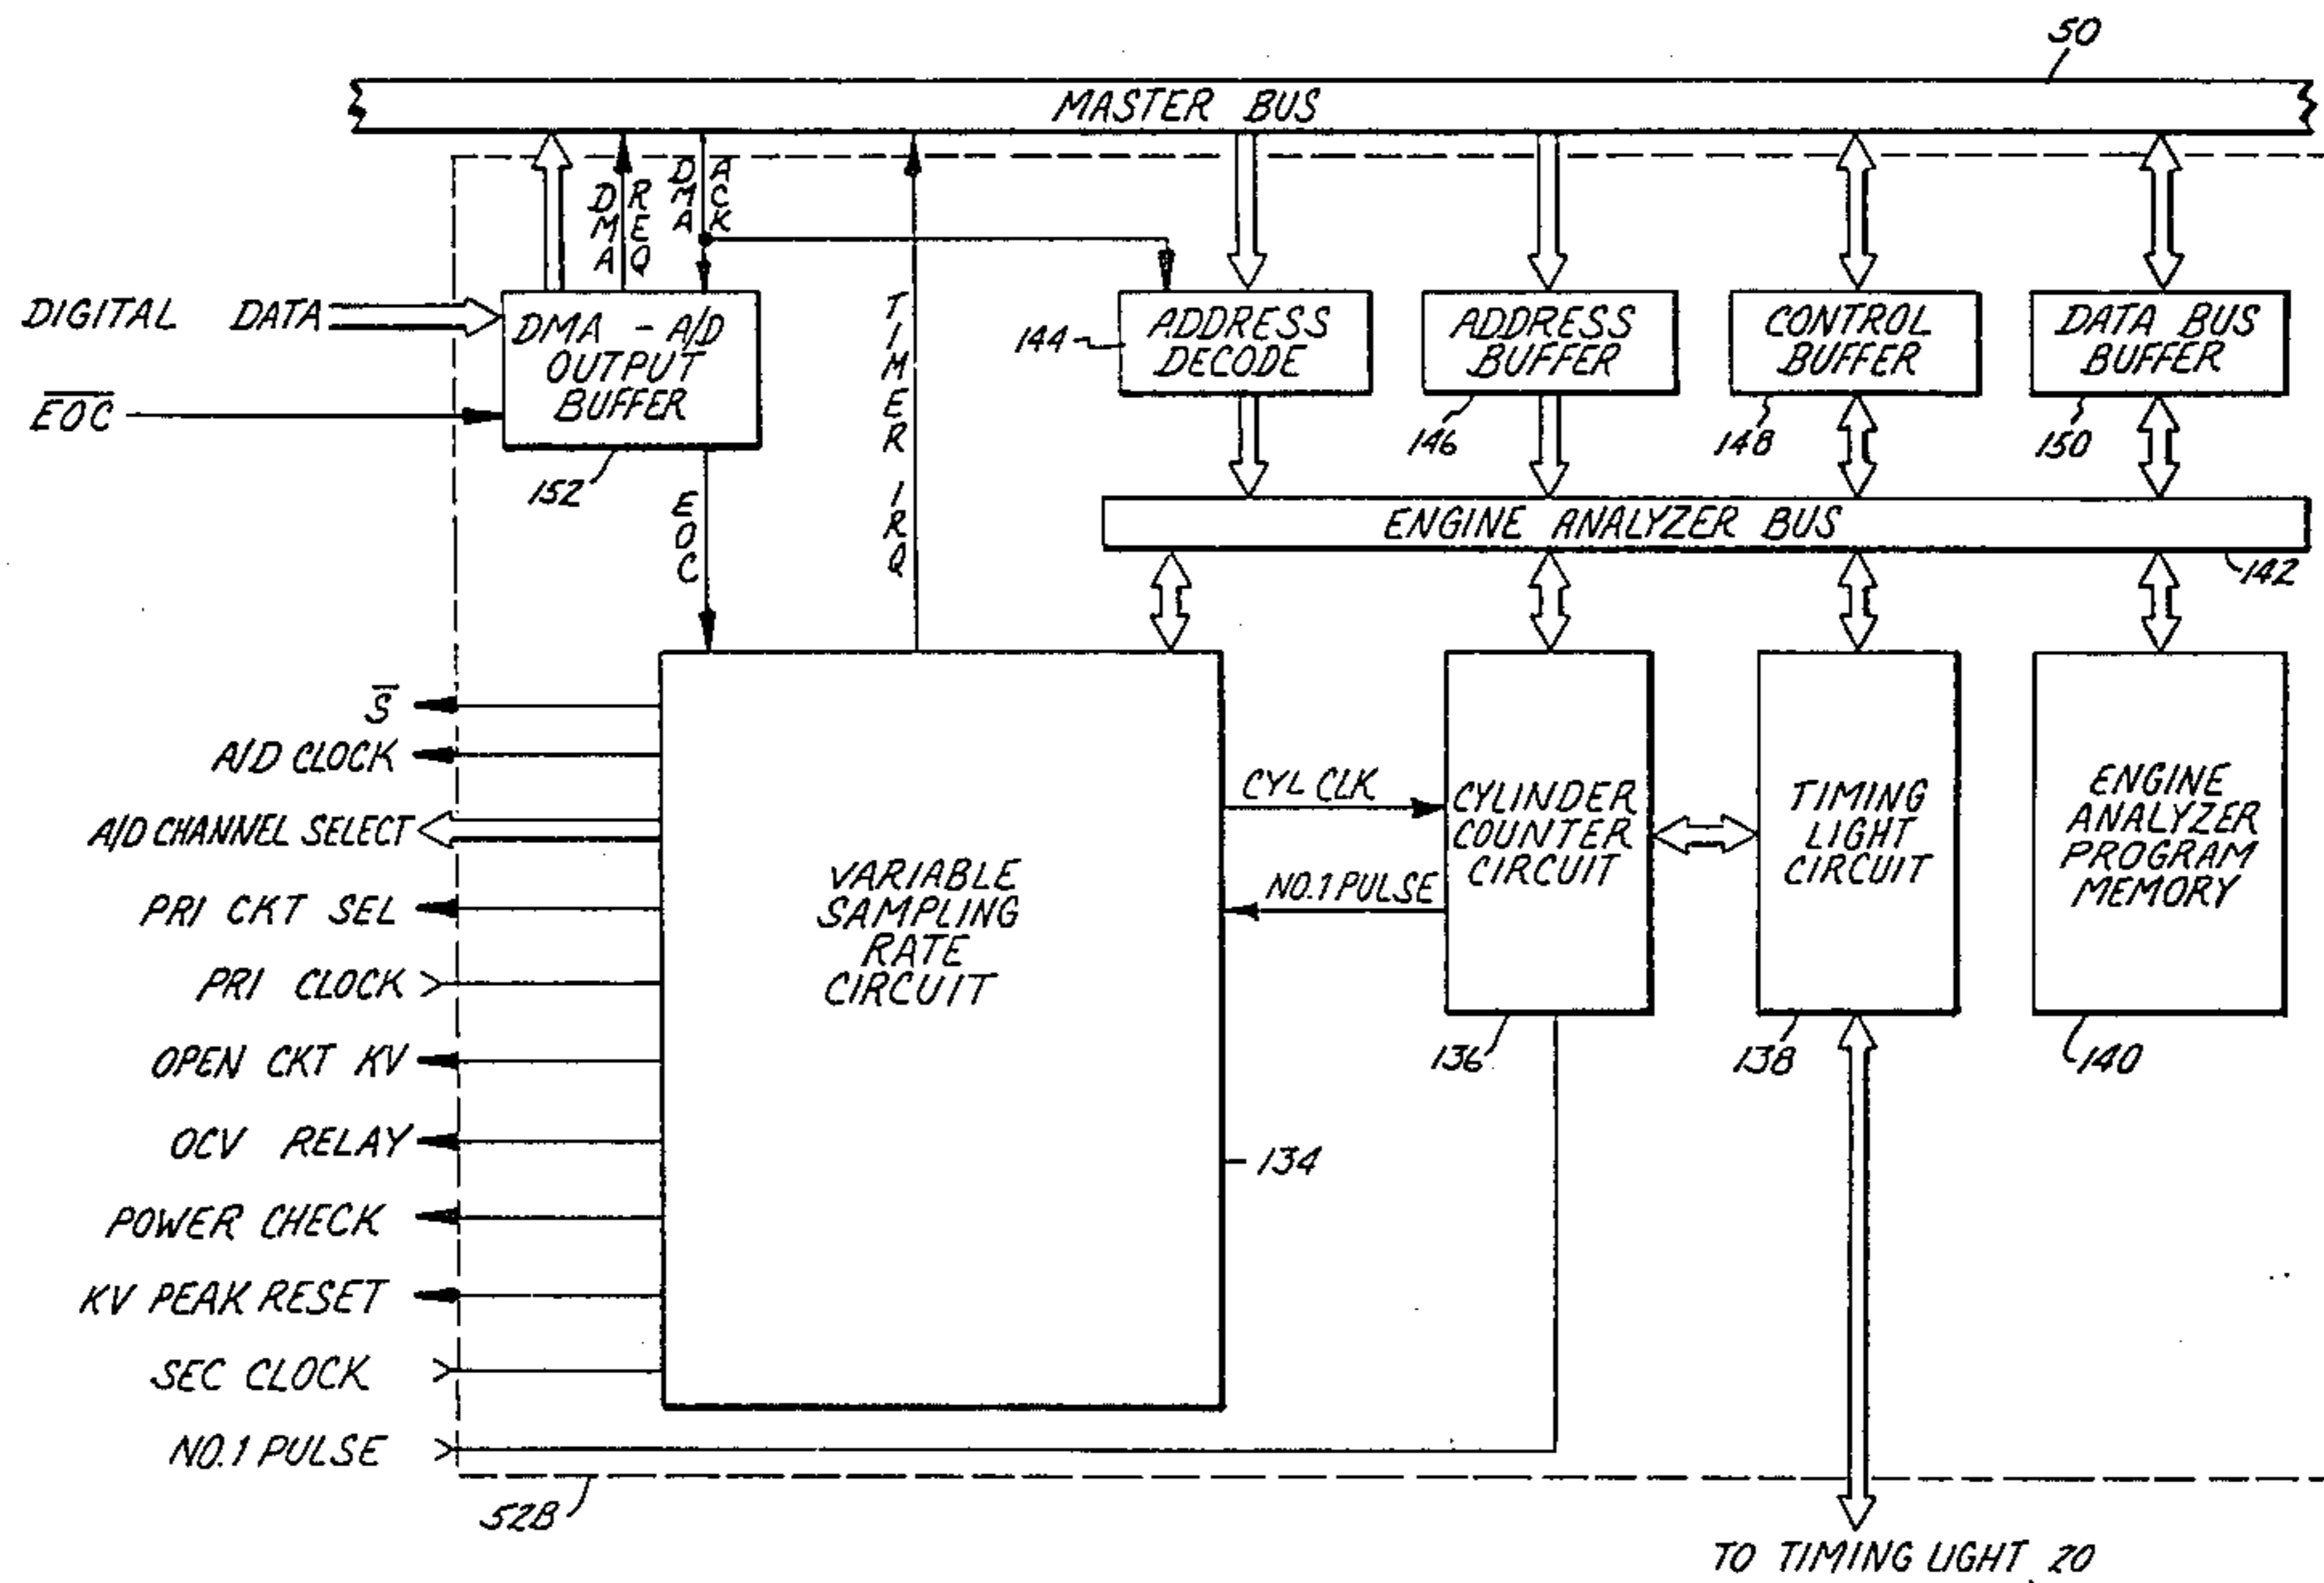 50
MASTER BUS
DMA REQ
DMA ACK
TIMER IRQ
DIGITAL DATA
EOC
DMA - A/D
OUTPUT
BUFFER
152
EOC
144
ADDRESS
DECODE
ADDRESS
BUFFER
146
CONTROL
BUFFER
148
DATA BUS
BUFFER
150
ENGINE ANALYZER BUS
142
S
A/D CLOCK
A/D CHANNEL SELECT
PRI CKT SEL
PRI CLOCK
OPEN CKT KV
OCV RELAY
POWER CHECK
KV PEAK RESET
SEC CLOCK
NO.1 PULSE
VARIABLE
SAMPLING
RATE
CIRCUIT
134
CYL CLK
NO.1 PULSE
CYLINDER
COUNTER
CIRCUIT
136
TIMING
LIGHT
CIRCUIT
138
ENGINE
ANALYZER
PROGRAM
MEMORY
140
52B
TO TIMING LIGHT 20